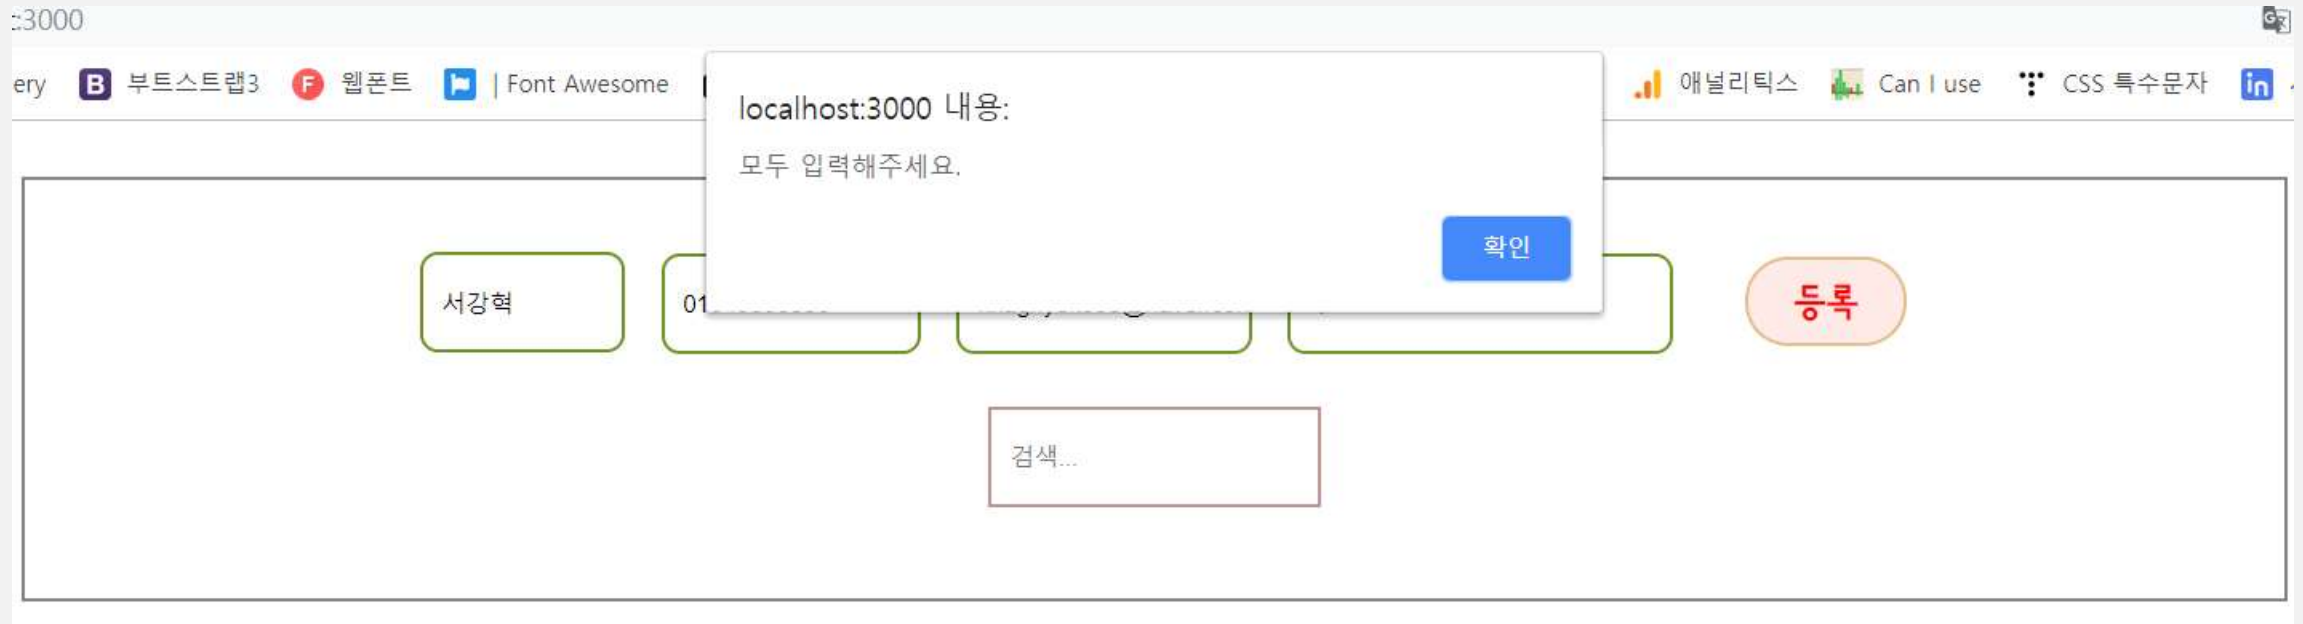 :3000
ery B 부트스트랩3 F 웹폰트 | Font Awesome 애널리틱스 Can I use CSS 특수문자 in
localhost:3000 내용:
모두 입력해주세요.
확인
서강혁 01 등록
검색...